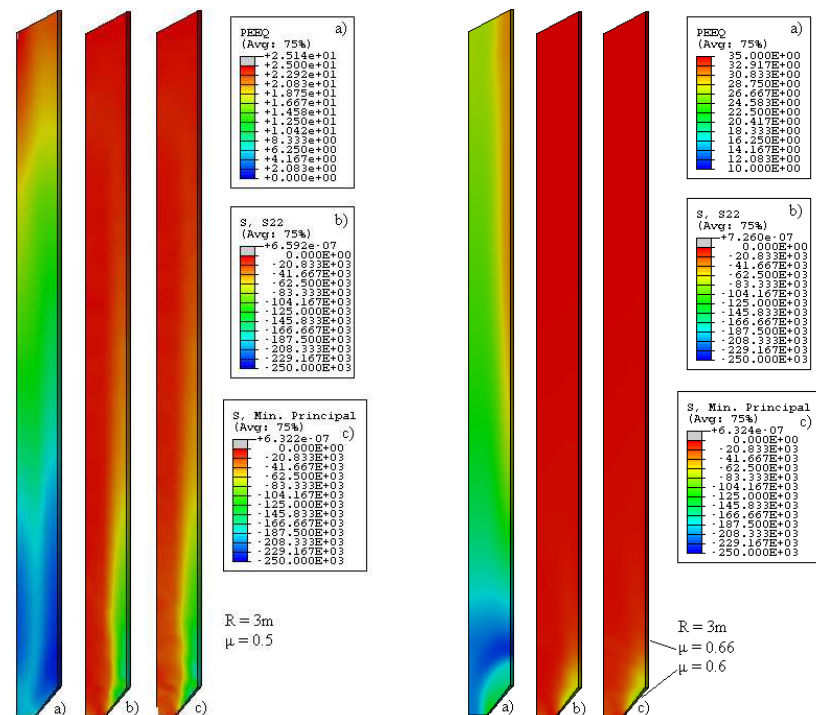 a)
PEEQ
(Avg: 75%)
+2.514e+01
+2.500e+01
+2.292e+01
+2.083e+01
+1.875e+01
+1.667e+01
+1.458e+01
+1.250e+01
+1.042e+01
+8.333e+00
+6.250e+00
+4.167e+00
+2.083e+00
+0.000e+00
b)
S, S22
(Avg: 75%)
+6.592e-07
0.000E+00
-20.833E+03
-41.667E+03
-62.500E+03
-83.333E+03
-104.167E+03
-125.000E+03
-145.833E+03
-166.667E+03
-187.500E+03
-208.333E+03
-229.167E+03
-250.000E+03
S, Min. Principal
(Avg: 75%)
c)
+6.322e-07
0.000E+00
-20.833E+03
-41.667E+03
-62.500E+03
-83.333E+03
-104.167E+03
-125.000E+03
-145.833E+03
-166.667E+03
-187.500E+03
-208.333E+03
-229.167E+03
-250.000E+03
R = 3m
μ = 0.5
a)
b)
c)
a)
PEEQ
(Avg: 75%)
35.000E+00
32.917E+00
30.833E+00
28.750E+00
26.667E+00
24.583E+00
22.500E+00
20.417E+00
18.333E+00
16.250E+00
14.167E+00
12.083E+00
10.000E+00
b)
S, S22
(Avg: 75%)
+7.260e-07
0.000E+00
-20.833E+03
-41.667E+03
-62.500E+03
-83.333E+03
-104.167E+03
-125.000E+03
-145.833E+03
-166.667E+03
-187.500E+03
-208.333E+03
-229.167E+03
-250.000E+03
S, Min. Principal
(Avg: 75%)
c)
+6.324e-07
0.000E+00
-20.833E+03
-41.667E+03
-62.500E+03
-83.333E+03
-104.167E+03
-125.000E+03
-145.833E+03
-166.667E+03
-187.500E+03
-208.333E+03
-229.167E+03
-250.000E+03
R = 3m
μ = 0.66
μ = 0.6
a)
b)
c)